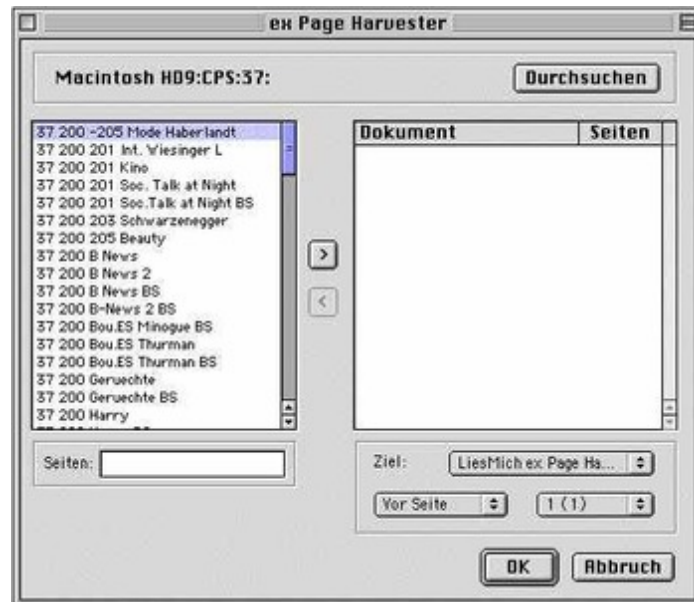 ex Page Harvester
Macintosh HD9:CPS:37:
Durchsuchen
37 200 -205 Mode Haberlandt
37 200 201 Int. Wiesinger L
37 200 201 Kino
37 200 201 Soc. Talk at Night
37 200 201 Soc.Talk at Night BS
37 200 203 Schwarzenegger
37 200 205 Beauty
37 200 B News
37 200 B News 2
37 200 B News BS
37 200 B-News 2 BS
37 200 Bou.ES Minogue BS
37 200 Bou.ES Thurman
37 200 Bou.ES Thurman BS
37 200 Geruechte
37 200 Geruechte BS
37 200 Harry
Dokument Seiten
>
<
Seiten:
Ziel: LiesMich ex Page Ha...
Vor Seite 1 (1)
OK Abbruch